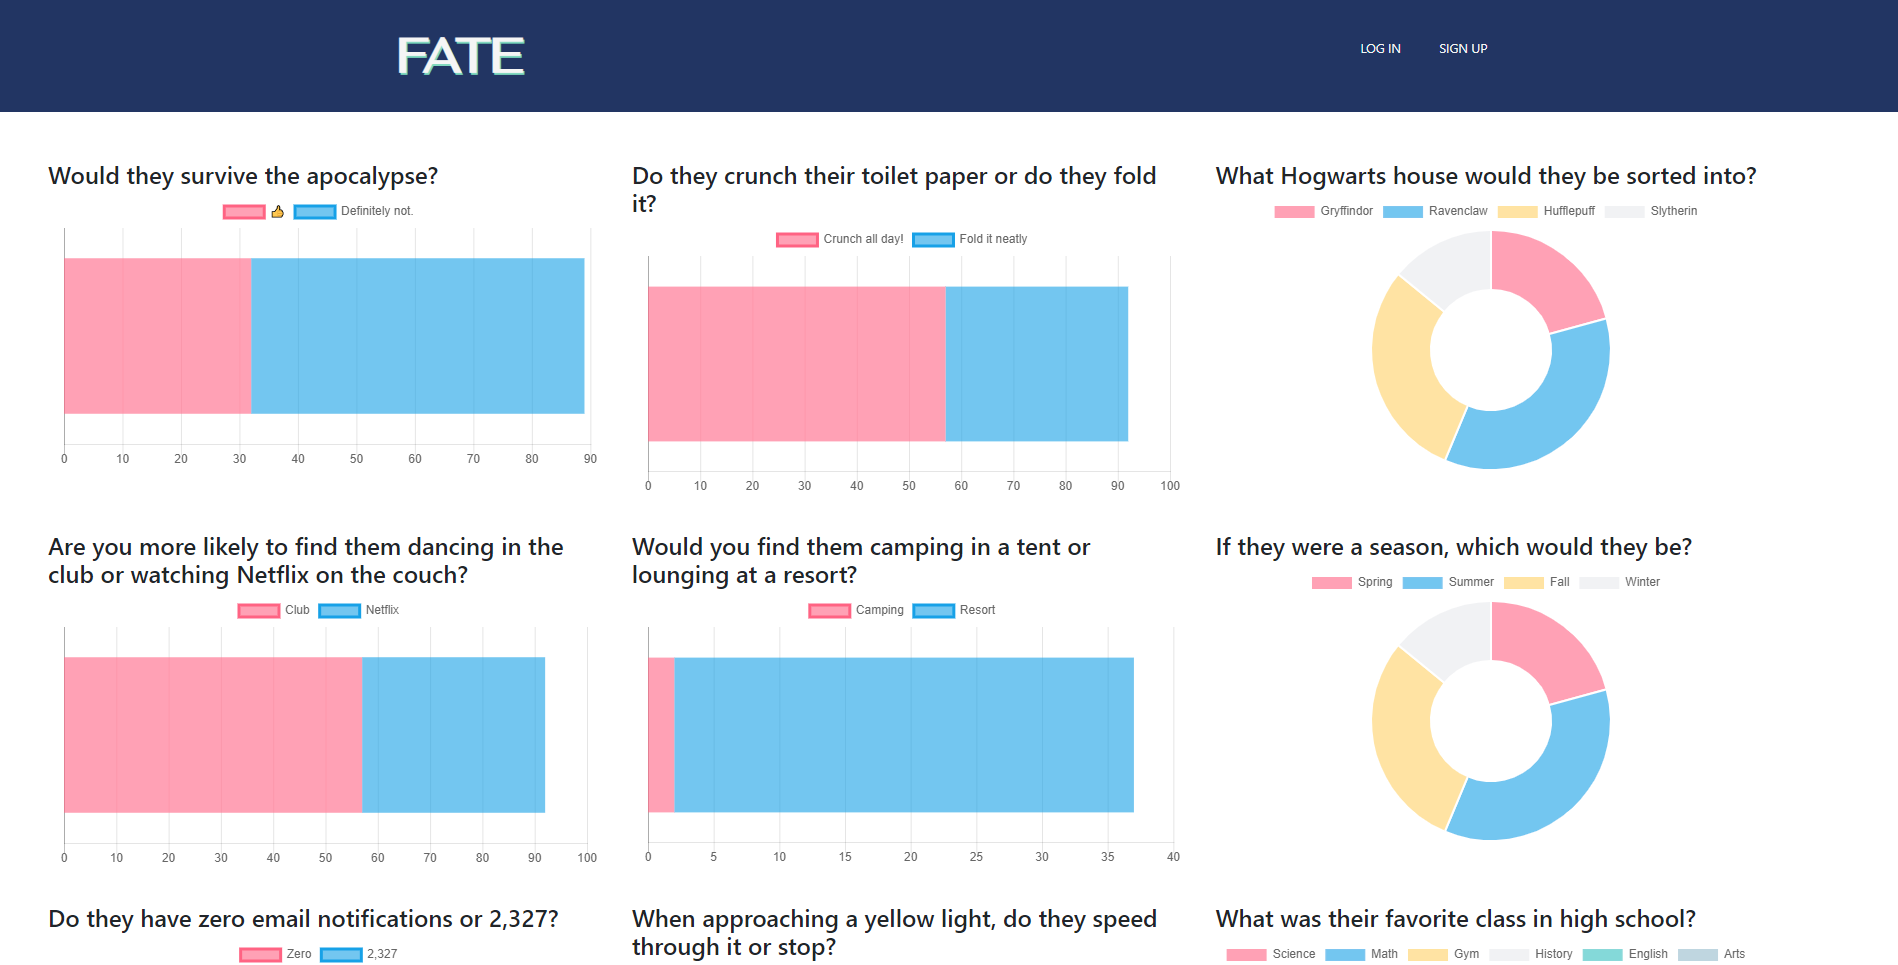 FATE
LOG IN
SIGN UP
Would they survive the apocalypse?
👍 Definitely not.
0 10 20 30 40 50 60 70 80 90
Do they crunch their toilet paper or do they fold
it?
Crunch all day! Fold it neatly
0 10 20 30 40 50 60 70 80 90 100
What Hogwarts house would they be sorted into?
Gryffindor Ravenclaw Hufflepuff Slytherin
Are you more likely to find them dancing in the
club or watching Netflix on the couch?
Club Netflix
0 10 20 30 40 50 60 70 80 90 100
Would you find them camping in a tent or
lounging at a resort?
Camping Resort
0 5 10 15 20 25 30 35 40
If they were a season, which would they be?
Spring Summer Fall Winter
Do they have zero email notifications or 2,327?
Zero 2,327
When approaching a yellow light, do they speed
through it or stop?
What was their favorite class in high school?
Science Math Gym History English Arts